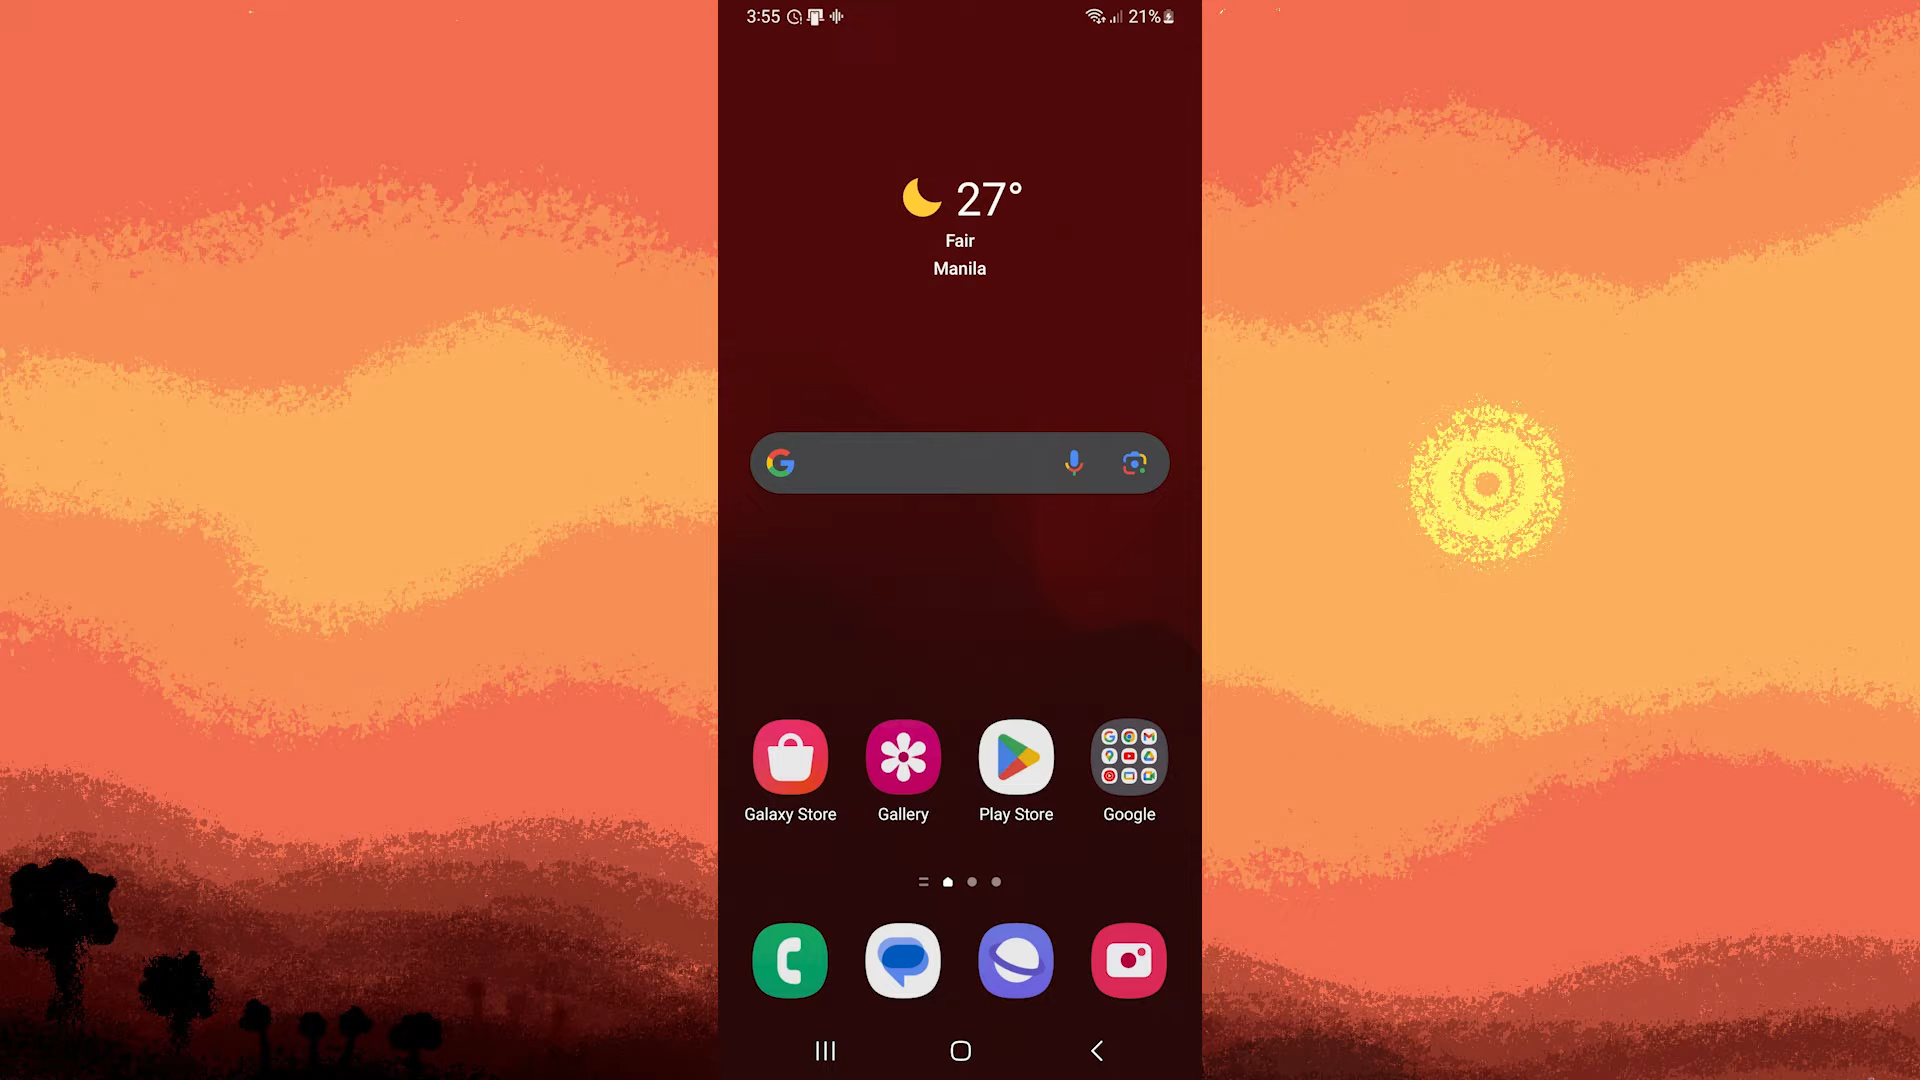 3:55
21%
27°
Fair
Manila
Galaxy Store
Gallery
Play Store
Google